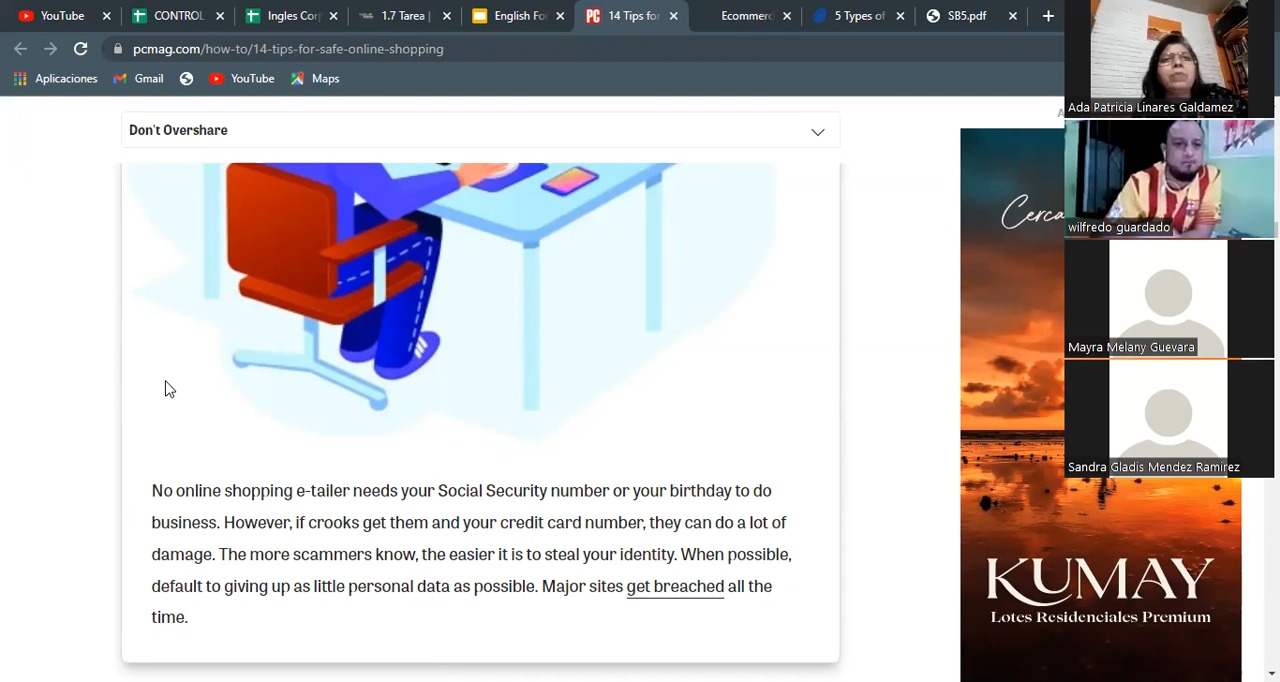 YouTube
CONTROL
Ingles Cor
1.7 Tarea |
English Fo
PC
14 Tips for
Ecommer
5 Types of
SB5.pdf
pcmag.com/how-to/14-tips-for-safe-online-shopping
Aplicaciones
Gmail
YouTube
Maps
Don't Overshare
No online shopping e-tailer needs your Social Security number or your birthday to do
business. However, if crooks get them and your credit card number, they can do a lot of
damage. The more scammers know, the easier it is to steal your identity. When possible,
default to giving up as little personal data as possible. Major sites get breached all the
time.
Cerca
KUMAY
Lotes Residenciales Premium
Ada Patricia Linares Galdamez
wilfredo guardado
Mayra Melany Guevara
Sandra Gladis Mendez Ramirez